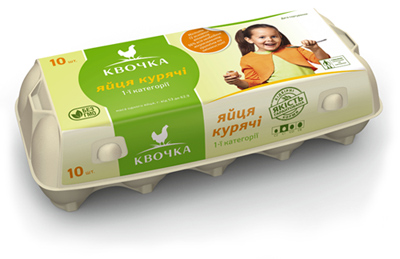 10 шт.
КВОЧКА
яйця курячі
1-ї категорії
БЕЗ
ГМО
КВОЧКА
10 шт.
яйця
курячі
1-ї категорії
ЯКІСТЬ